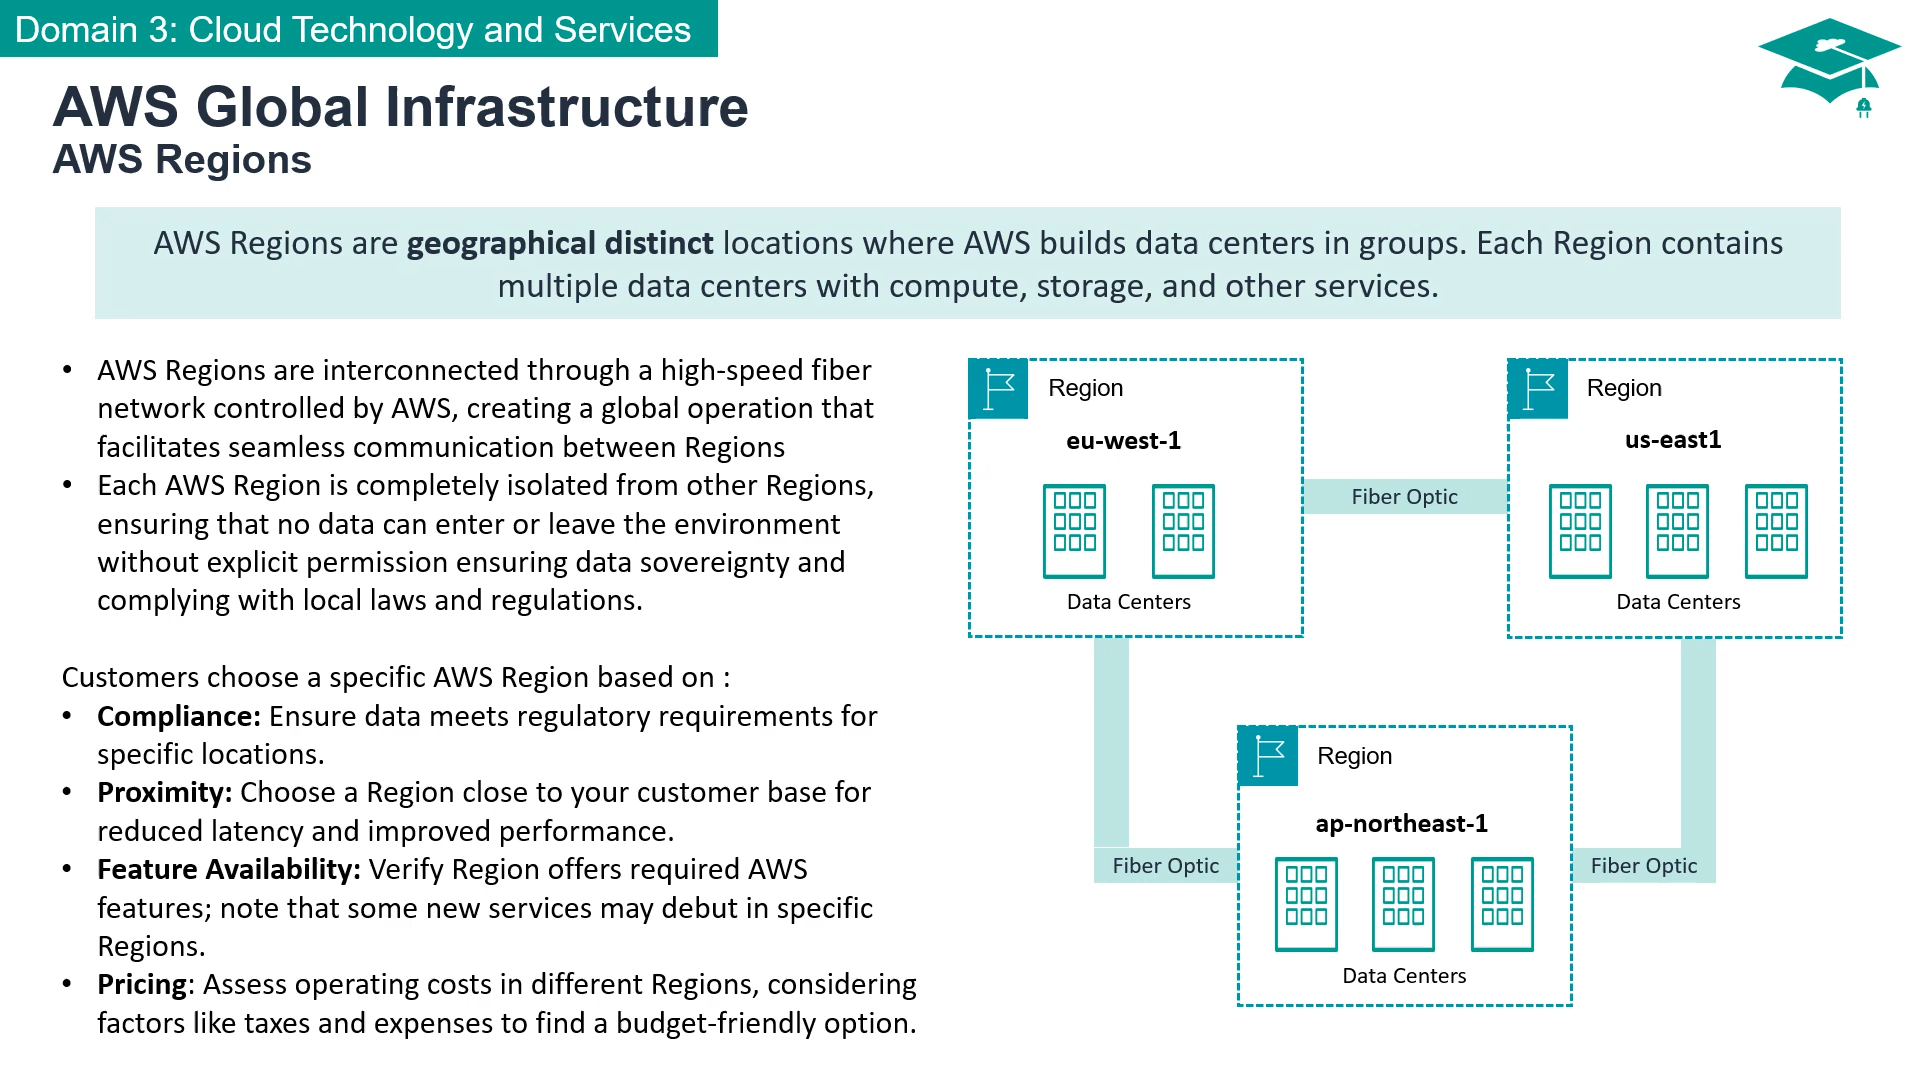 Domain 3: Cloud Technology and Services
AWS Global Infrastructure
AWS Regions
AWS Regions are geographical distinct locations where AWS builds data centers in groups. Each Region contains
multiple data centers with compute, storage, and other services.
• AWS Regions are interconnected through a high-speed fiber
network controlled by AWS, creating a global operation that
facilitates seamless communication between Regions
• Each AWS Region is completely isolated from other Regions,
ensuring that no data can enter or leave the environment
without explicit permission ensuring data sovereignty and
complying with local laws and regulations.
Customers choose a specific AWS Region based on :
• Compliance: Ensure data meets regulatory requirements for
specific locations.
• Proximity: Choose a Region close to your customer base for
reduced latency and improved performance.
• Feature Availability: Verify Region offers required AWS
features; note that some new services may debut in specific
Regions.
• Pricing: Assess operating costs in different Regions, considering
factors like taxes and expenses to find a budget-friendly option.
Region
eu-west-1
Data Centers
Fiber Optic
Region
us-east1
Data Centers
Fiber Optic
Region
ap-northeast-1
Data Centers
Fiber Optic